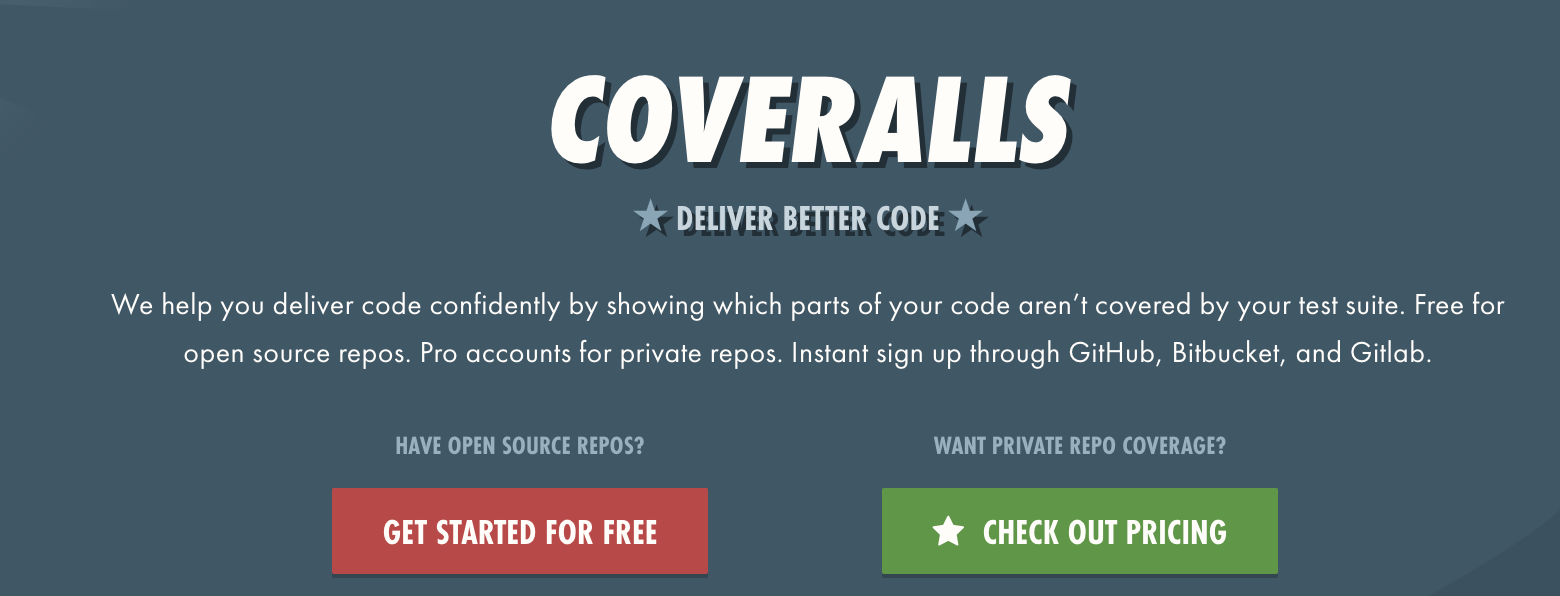 COVERALLS
DELIVER BETTER CODE
We help you deliver code confidently by showing which parts of your code aren’t covered by your test suite. Free for
open source repos. Pro accounts for private repos. Instant sign up through GitHub, Bitbucket, and Gitlab.
HAVE OPEN SOURCE REPOS?
WANT PRIVATE REPO COVERAGE?
GET STARTED FOR FREE
CHECK OUT PRICING